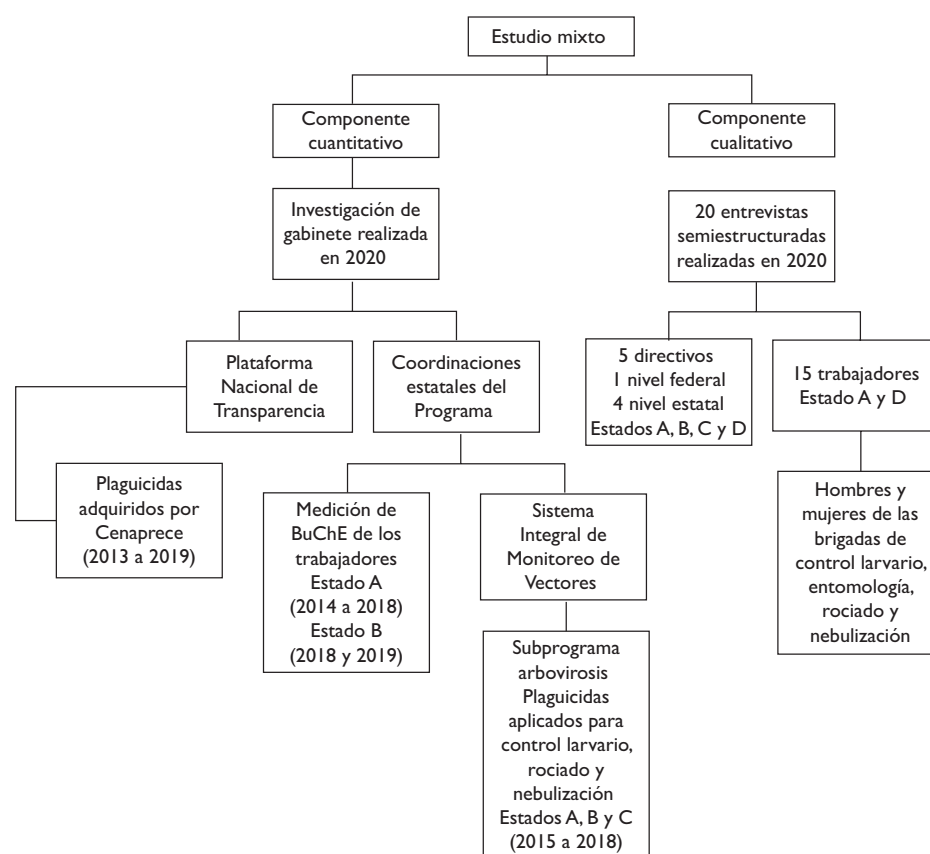 Estudio mixto
Componente
cuantitativo
Componente
cualitativo
Investigación de
gabinete realizada
en 2020
20 entrevistas
semiestructuradas
realizadas en 2020
Plataforma
Nacional de
Transparencia
Coordinaciones
estatales del
Programa
5 directivos
1 nivel federal
4 nivel estatal
Estados A, B, C y D
15 trabajadores
Estado A y D
Plaguicidas
adquiridos por
Cenaprece
(2013 a 2019)
Medición de
BuChE de los
trabajadores
Estado A
(2014 a 2018)
Estado B
(2018 y 2019)
Sistema
Integral de
Monitoreo de
Vectores
Hombres y
mujeres de las
brigadas de
control larvario,
entomología,
rociado y
nebulización
Subprograma
arbovirosis
Plaguicidas
aplicados para
control larvario,
rociado y
nebulización
Estados A, B y C
(2015 a 2018)